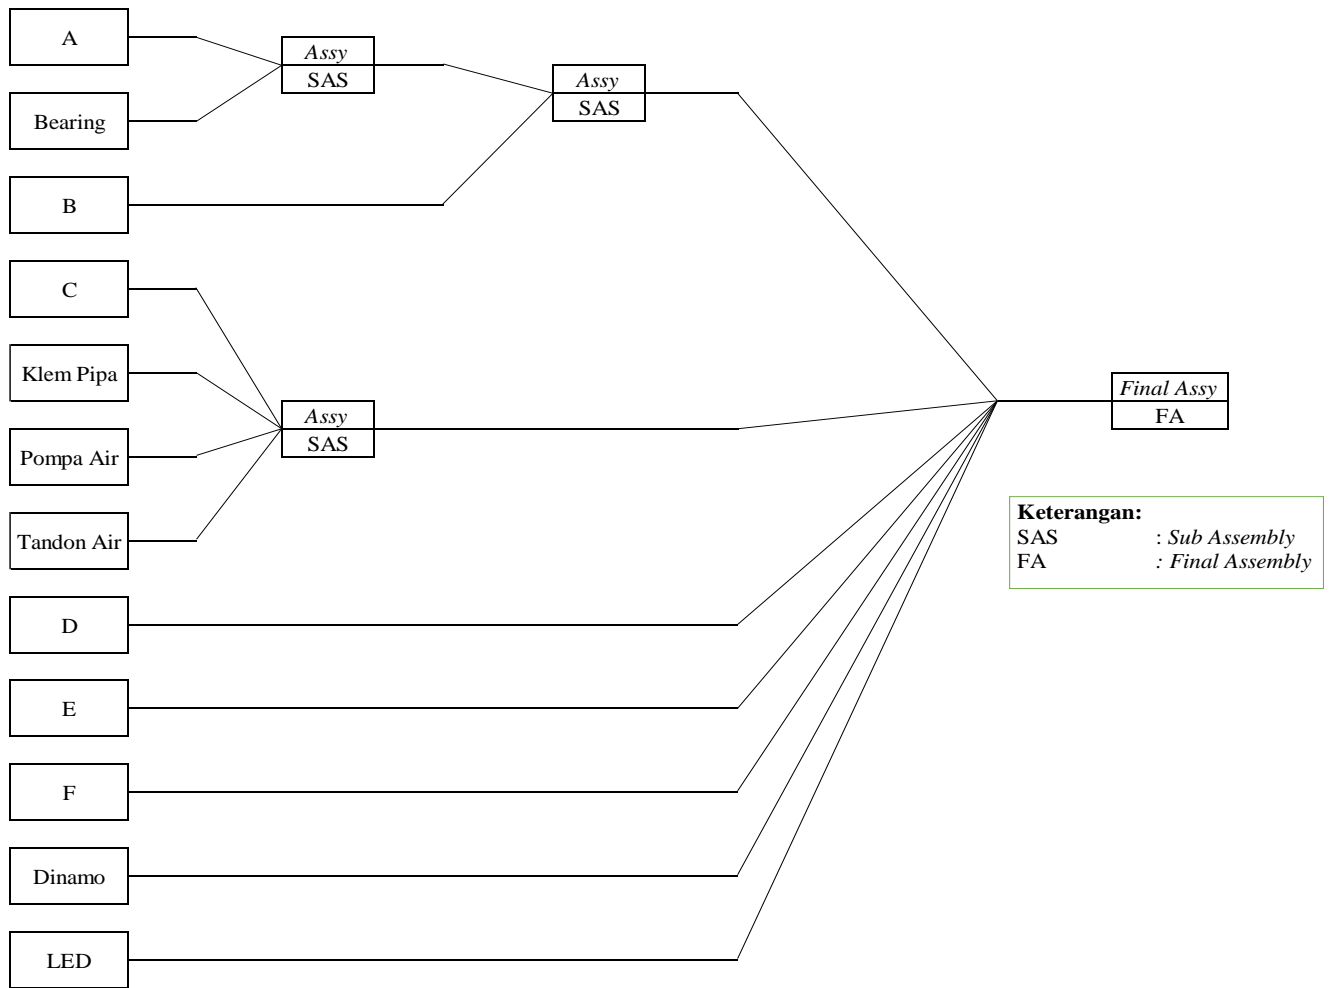 A
Assy
SAS
Bearing
Assy
SAS
B
C
Klem Pipa
Assy
SAS
Pompa Air
Tandon Air
D
E
F
Dinamo
LED
Final Assy
FA
Keterangan:
SAS : Sub Assembly
FA : Final Assembly